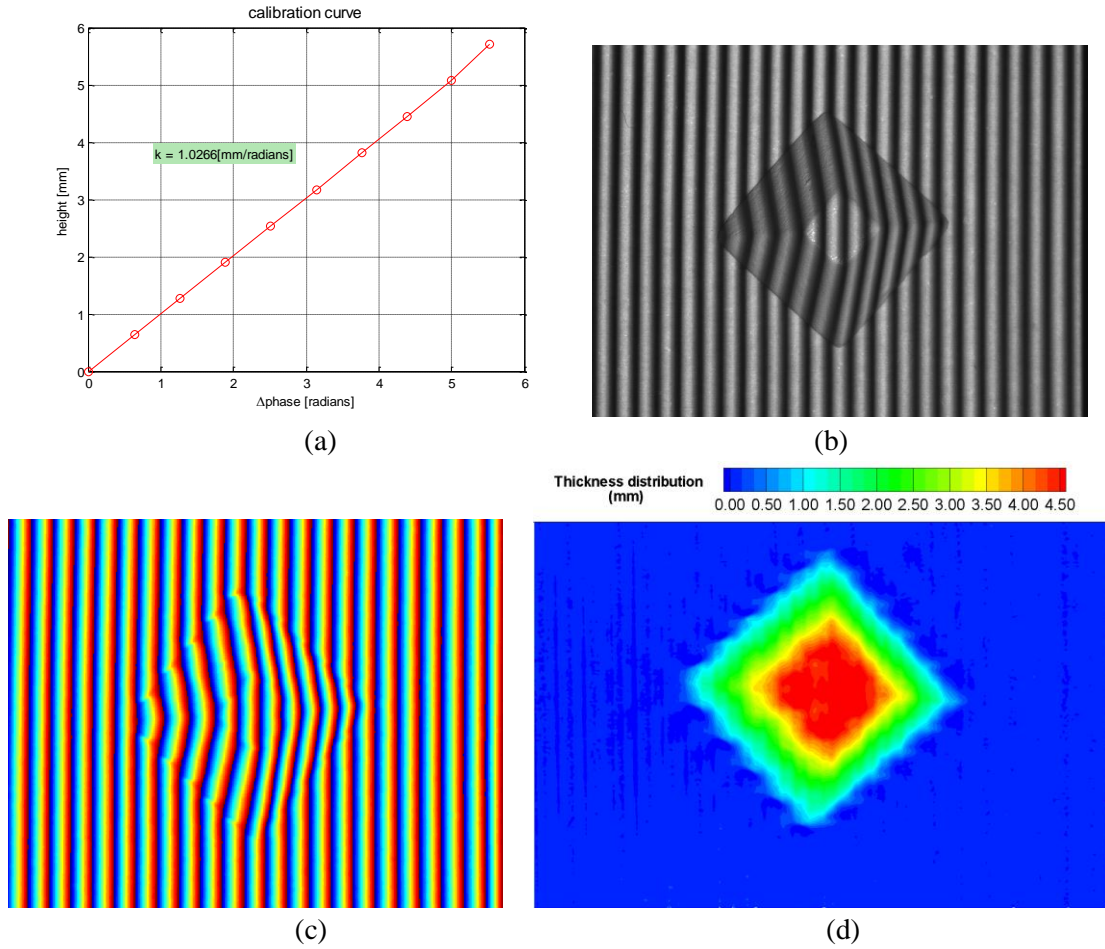 calibration curve
6
5
4
3
2
1
0
height [mm]
k = 1.0266[mm/radians]
0 1 2 3 4 5 6
Δphase [radians]
(a)
(b)
Thickness distribution
(mm)
0.00 0.50 1.00 1.50 2.00 2.50 3.00 3.50 4.00 4.50
(c)
(d)